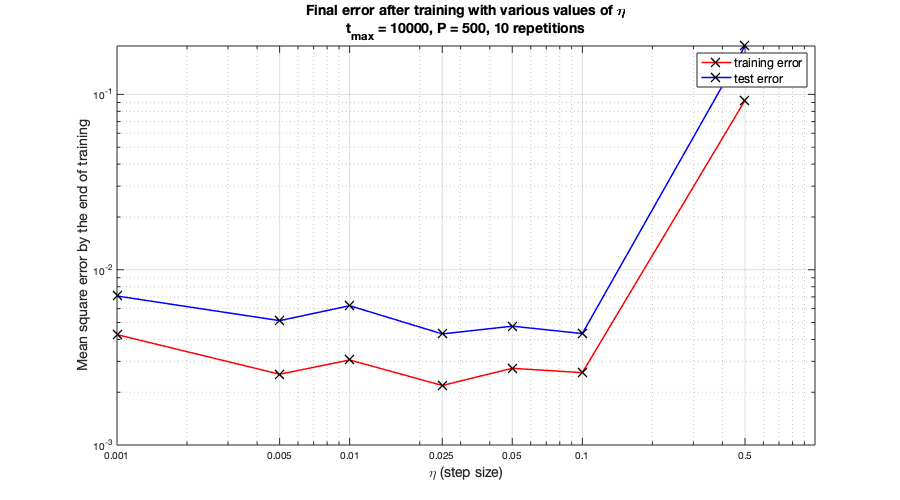 Final error after training with various values of η
t_max = 10000, P = 500, 10 repetitions
training error
test error
Mean square error by the end of training
10^-1
10^-2
10^-3
0.001 0.005 0.01 0.025 0.05 0.1 0.5
η (step size)